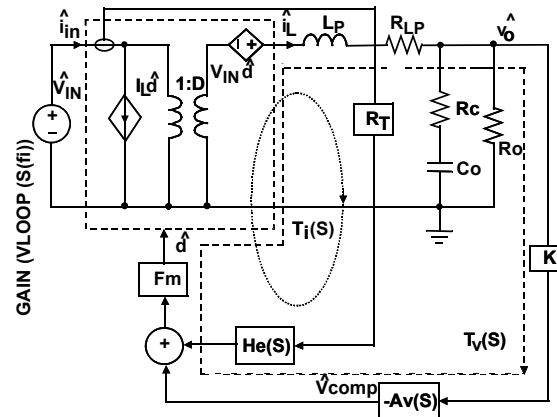 î_in
î_L
L_P
R_LP
v̂_o
V̂_IN
I_L d̂
1:D
V_IN d̂
+
−
+
R_T
Rc
Ro
Co
GAIN (VLOOP (S(fi))
T_i(S)
d̂
K
Fm
T_v(S)
+
He(S)
V̂comp
-Av(S)